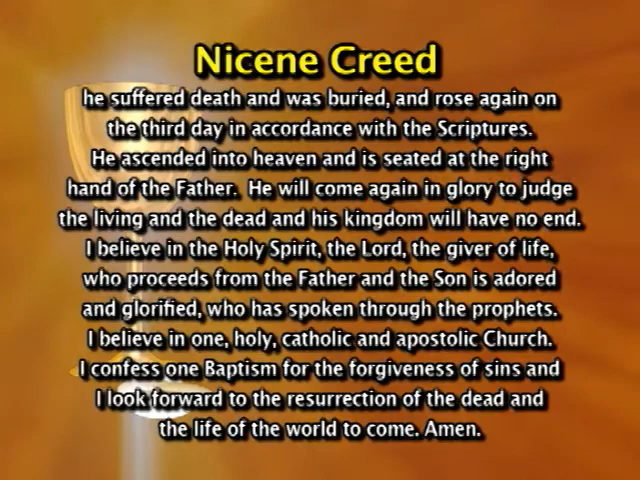 Nicene Creed
he suffered death and was buried, and rose again on
the third day in accordance with the Scriptures.
He ascended into heaven and is seated at the right
hand of the Father. He will come again in glory to judge
the living and the dead and his kingdom will have no end.
I believe in the Holy Spirit, the Lord, the giver of life,
who proceeds from the Father and the Son is adored
and glorified, who has spoken through the prophets.
I believe in one, holy, catholic and apostolic Church.
I confess one Baptism for the forgiveness of sins and
I look forward to the resurrection of the dead and
the life of the world to come. Amen.